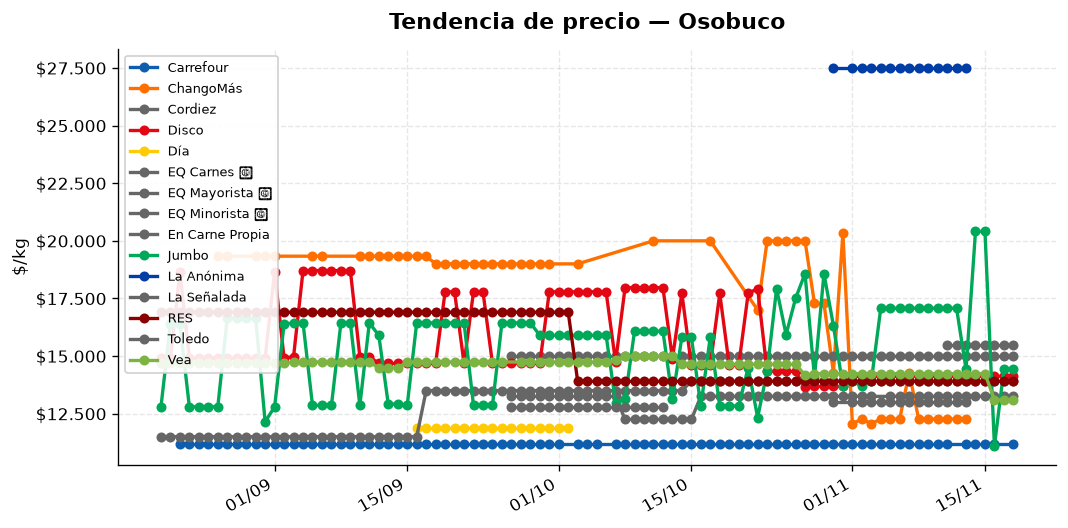 Tendencia de precio — Osobuco
$/kg
$27.500
$25.000
$22.500
$20.000
$17.500
$15.000
$12.500
Carrefour
ChangoMás
Cordiez
Disco
Día
EQ Carnes
EQ Mayorista
EQ Minorista
En Carne Propia
Jumbo
La Anónima
La Señalada
RES
Toledo
Vea
01/09
15/09
01/10
15/10
01/11
15/11